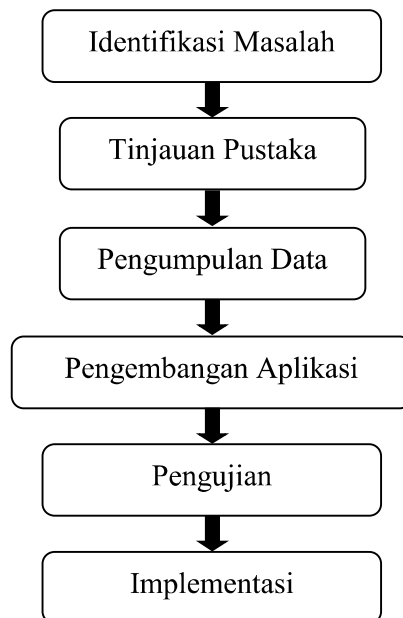 Identifikasi Masalah
Tinjauan Pustaka
Pengumpulan Data
Pengembangan Aplikasi
Pengujian
Implementasi